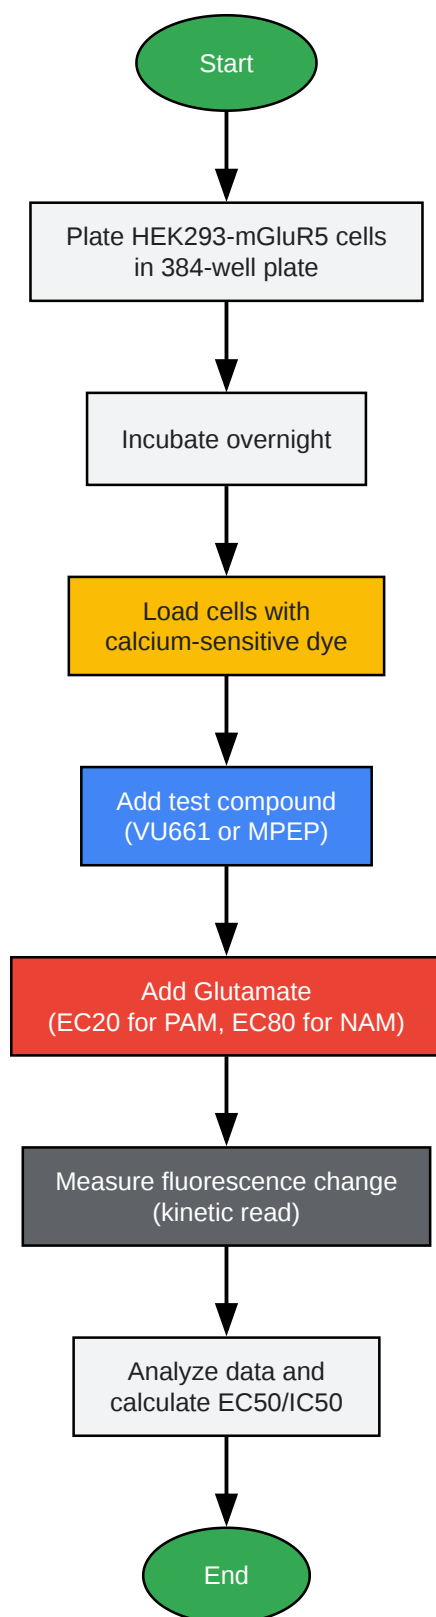 Start
Plate HEK293-mGluR5 cells
in 384-well plate
Incubate overnight
Load cells with
calcium-sensitive dye
Add test compound
(VU661 or MPEP)
Add Glutamate
(EC20 for PAM, EC80 for NAM)
Measure fluorescence change
(kinetic read)
Analyze data and
calculate EC50/IC50
End